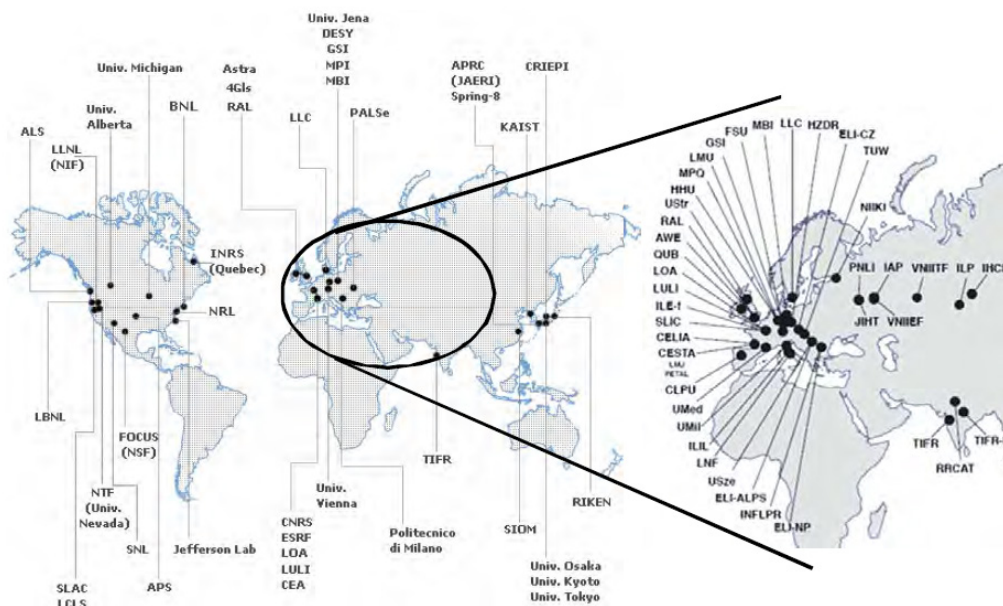 Univ. Jena
DESY
GSI
MPI
MBI
Univ. Michigan
Astra
4Gls
RAL
APRC
(JAERI)
Spring-8
CRIEPI
Univ.
Alberta
BNL
LLC
PALSe
KAIST
ALS
LLNL
(NIF)
INRS
(Quebec)
NRL
LBNL
FOCUS
(NSF)
NTF
(Univ.
Nevada)
SNL
Jefferson Lab
SLAC
LCLS
APS
CNRS
ESRF
LOA
LULI
CEA
Univ.
Vienna
Politecnico
di Milano
TIFR
SIOM
RIKEN
Univ. Osaka
Univ. Kyoto
Univ. Tokyo
LLC
HZDR
MBI
ELI-CZ
FSU
TUW
GSI
LMU
MPQ
HHU
UStr
NIIKI
RAL
AWE
QUB
LOA
LULI
ILE-f
SLIC
CELIA
CESTA
LMJ
PETAL
CLPU
UMed
UMil
ILIL
LNF
USze
ELI-ALPS
INFLPR
ELI-NP
PNLI
IAP
VNIITF
ILP
JIHT
VNIIEF
TIFR
RRCAT